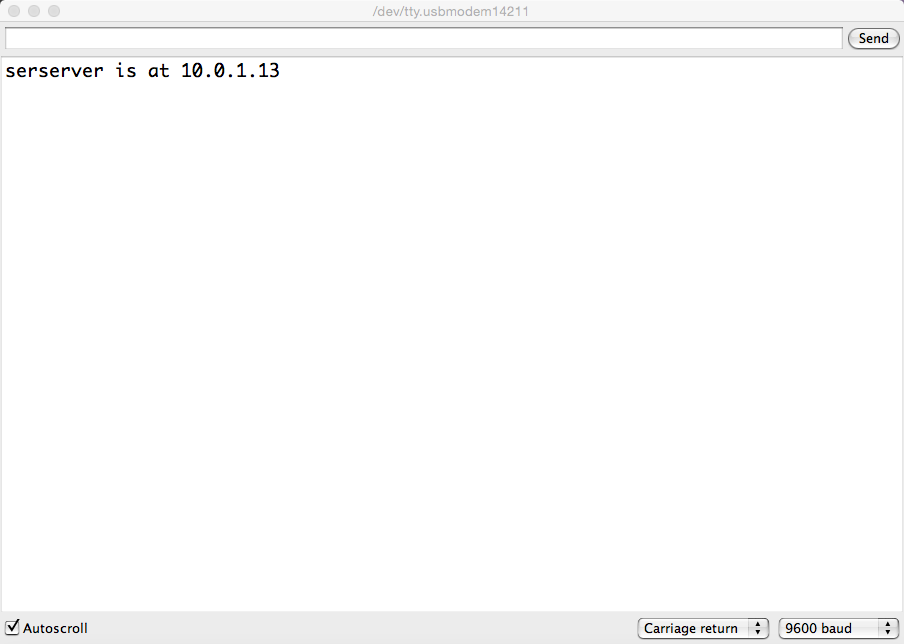 /dev/tty.usbmodem14211
Send
serserver is at 10.0.1.13
Autoscroll
Carriage return
9600 baud